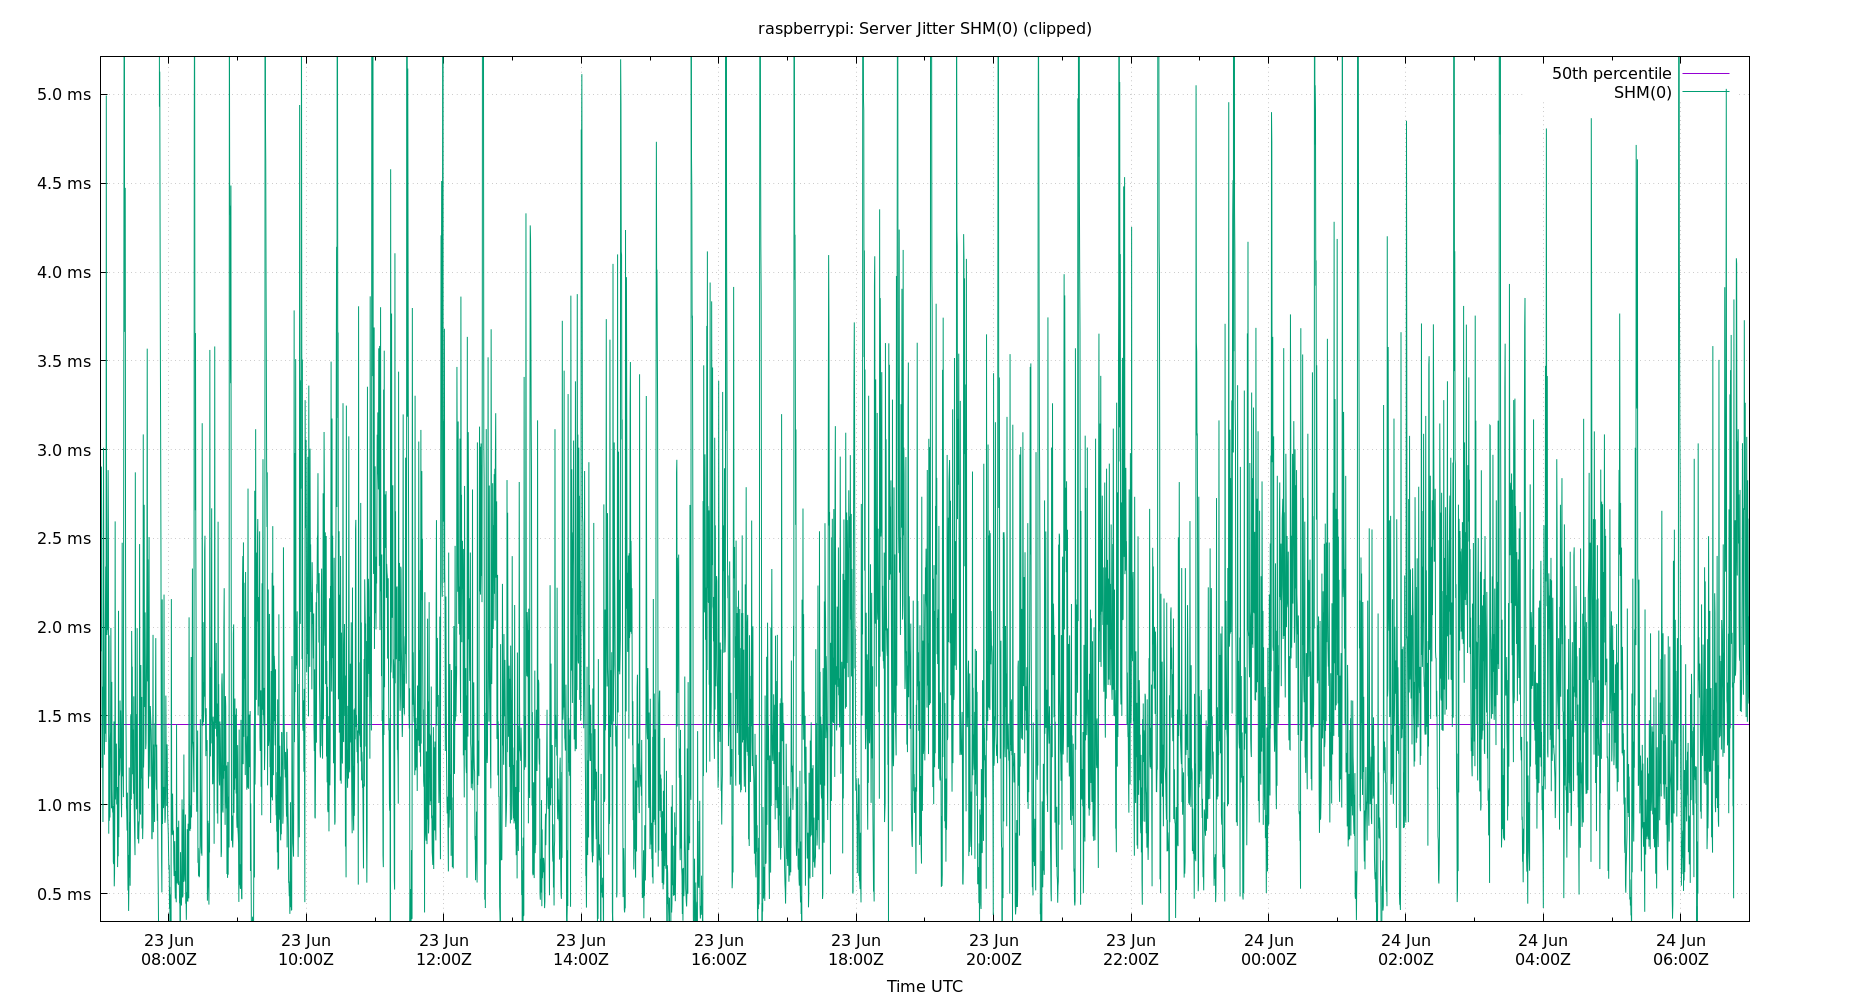 raspberrypi: Server Jitter SHM(0) (clipped)
50th percentile
SHM(0)
5.0 ms
4.5 ms
4.0 ms
3.5 ms
3.0 ms
2.5 ms
2.0 ms
1.5 ms
1.0 ms
0.5 ms
23 Jun 23 Jun 23 Jun 23 Jun 23 Jun 23 Jun 23 Jun 23 Jun 24 Jun 24 Jun 24 Jun 24 Jun
08:00Z 10:00Z 12:00Z 14:00Z 16:00Z 18:00Z 20:00Z 22:00Z 00:00Z 02:00Z 04:00Z 06:00Z
Time UTC